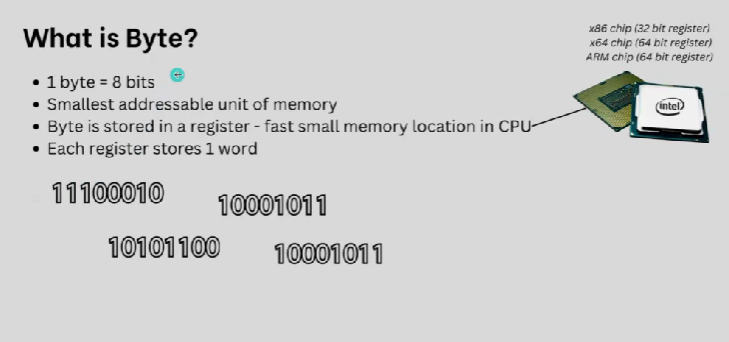 What is Byte?
x86 chip (32 bit register)
x64 chip (64 bit register)
ARM chip (64 bit register)
• 1 byte = 8 bits
• Smallest addressable unit of memory
• Byte is stored in a register - fast small memory location in CPU
• Each register stores 1 word
intel
11100010
10001011
10101100
10001011